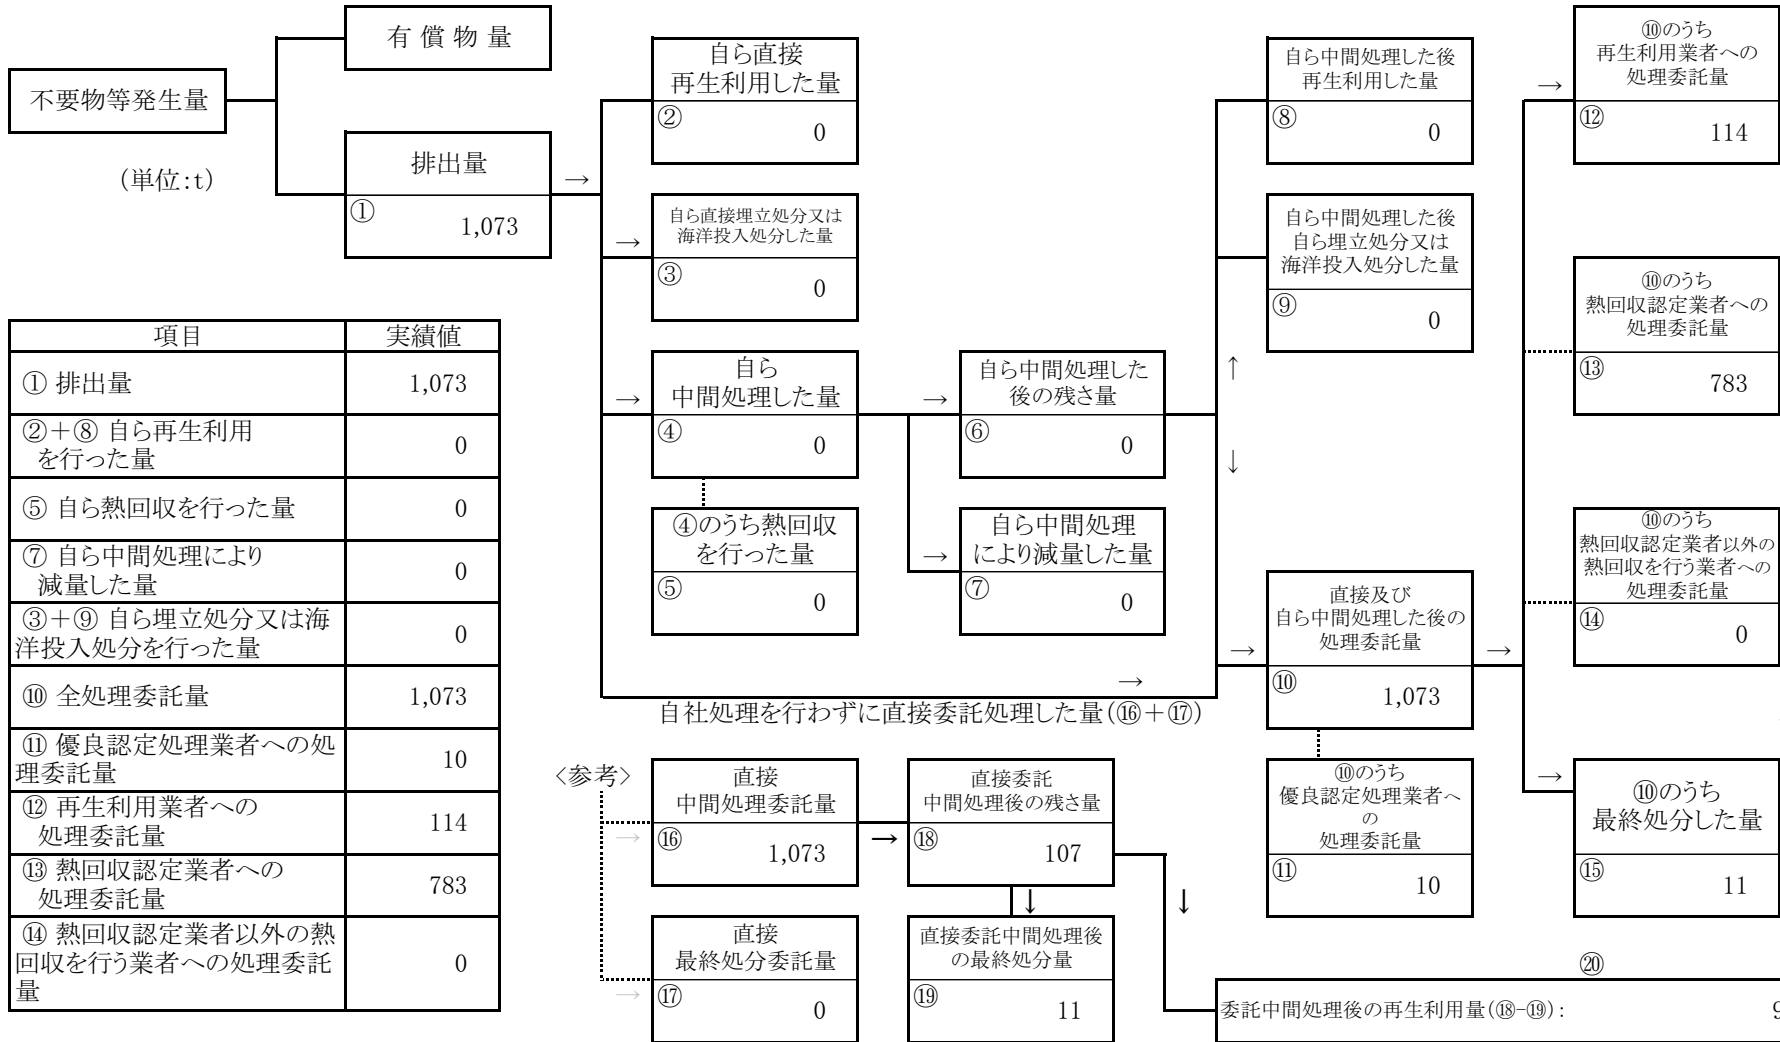 不要物等発生量
(単位:t)
有 償 物 量
排出量
①
1,073
→
自ら直接
再生利用した量
②
0
→
自ら直接埋立処分又は
海洋投入処分した量
③
0
→
自ら
中間処理した量
④
0
④のうち熱回収
を行った量
⑤
0
→
自ら中間処理した
後の残さ量
⑥
0
→
自ら中間処理
により減量した量
⑦
0
↑
↓
自ら中間処理した後
再生利用した量
⑧
0
自ら中間処理した後
自ら埋立処分又は
海洋投入処分した量
⑨
0
→
自社処理を行わずに直接委託処理した量(⑯+⑰)
→
直接及び
自ら中間処理した後の
処理委託量
⑩
1,073
→
⑩のうち
優良認定処理業者へ
の
処理委託量
⑪
10
→
⑩のうち
再生利用業者への
処理委託量
⑫
114
⑩のうち
熱回収認定業者への
処理委託量
⑬
783
⑩のうち
熱回収認定業者以外の
熱回収を行う業者への
処理委託量
⑭
0
→
⑩のうち
最終処分した量
⑮
11
項目 実績値
① 排出量 1,073
②+⑧ 自ら再生利用
を行った量 0
⑤ 自ら熱回収を行った量 0
⑦ 自ら中間処理により
減量した量 0
③+⑨ 自ら埋立処分又は海
洋投入処分を行った量 0
⑩ 全処理委託量 1,073
⑪ 優良認定処理業者への処
理委託量 10
⑫ 再生利用業者への
処理委託量 114
⑬ 熱回収認定業者への
処理委託量 783
⑭ 熱回収認定業者以外の熱
回収を行う業者への処理委託
量 0
〈参考〉
→
直接
中間処理委託量
⑯
1,073
→
直接委託
中間処理後の残さ量
⑱
107
↓
↓
→
直接
最終処分委託量
⑰
0
直接委託中間処理後
の最終処分量
⑲
11
⑳
委託中間処理後の再生利用量(⑱-⑲):